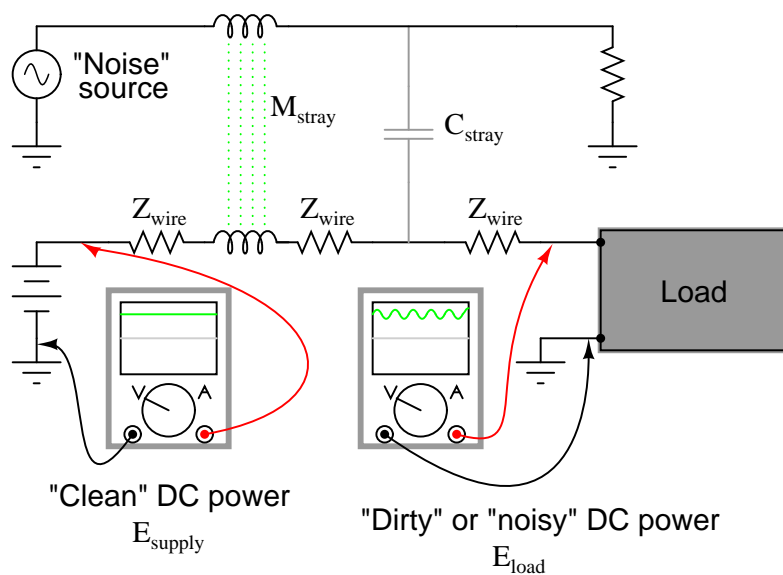 "Noise"
source
M_stray
C_stray
Z_wire
Z_wire
Z_wire
Load
V A
V A
"Clean" DC power
E_supply
"Dirty" or "noisy" DC power
E_load